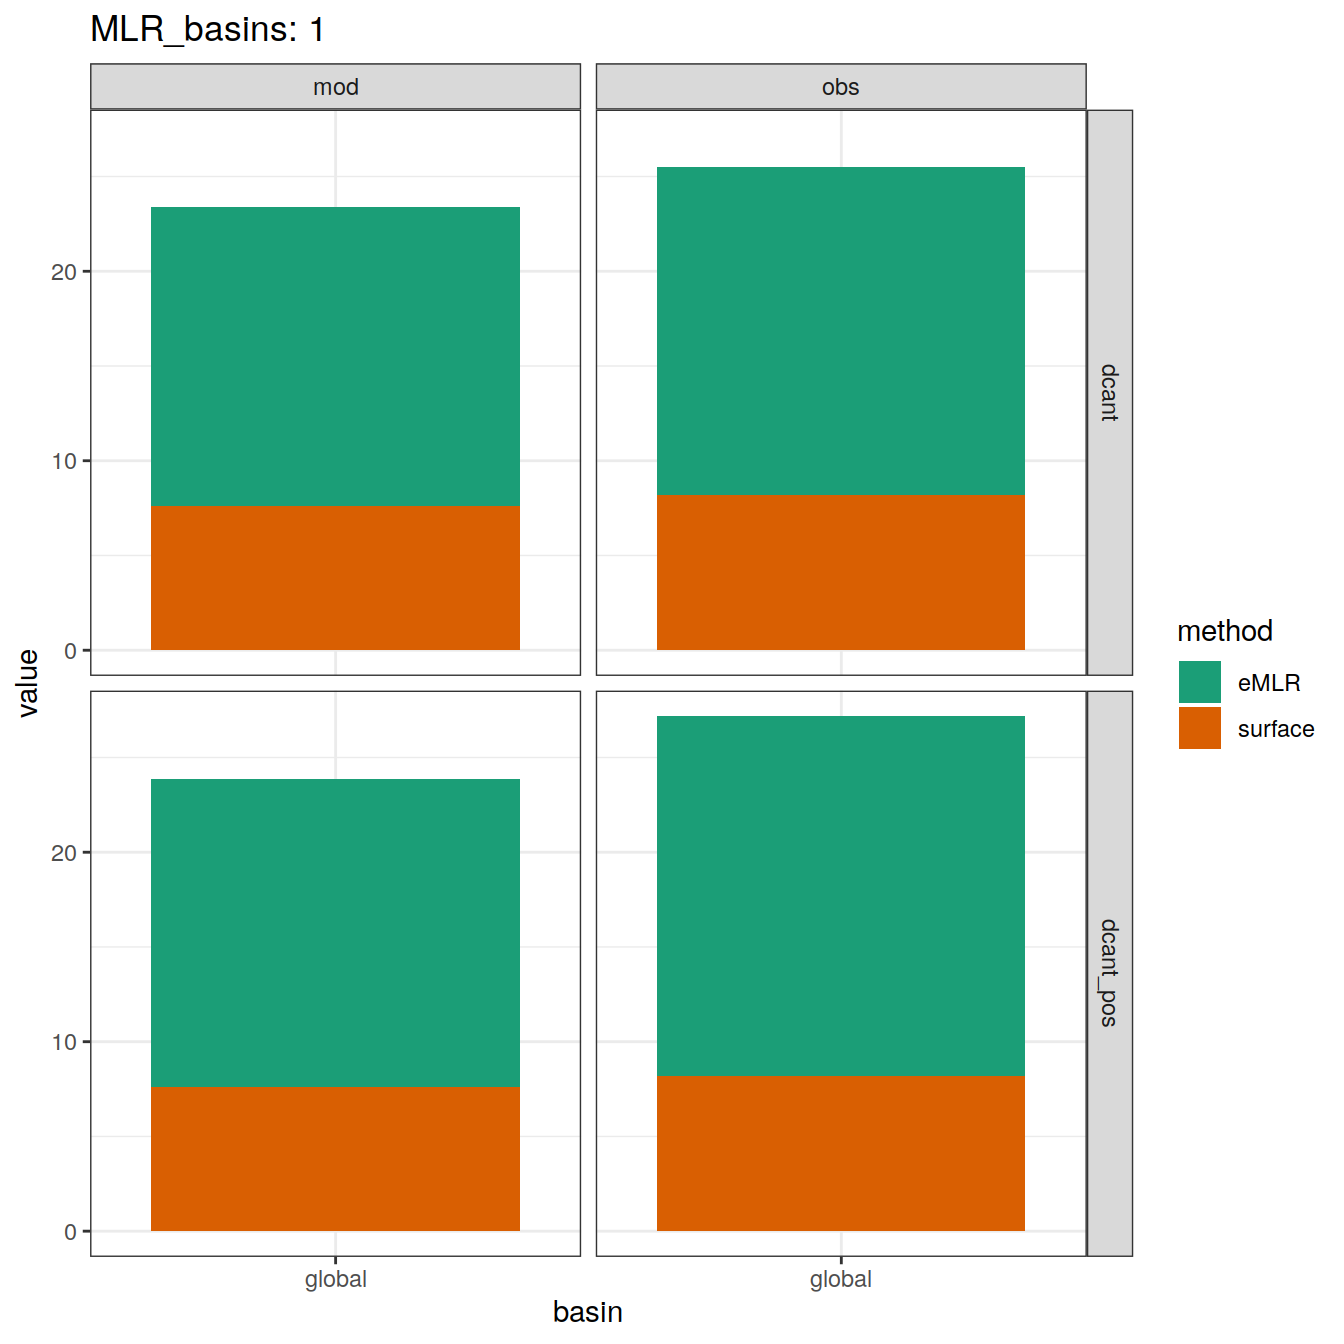 MLR_basins: 1
mod
obs
20
10
0
dcant
20
10
0
dcant_pos
value
global
global
basin
method
eMLR
surface